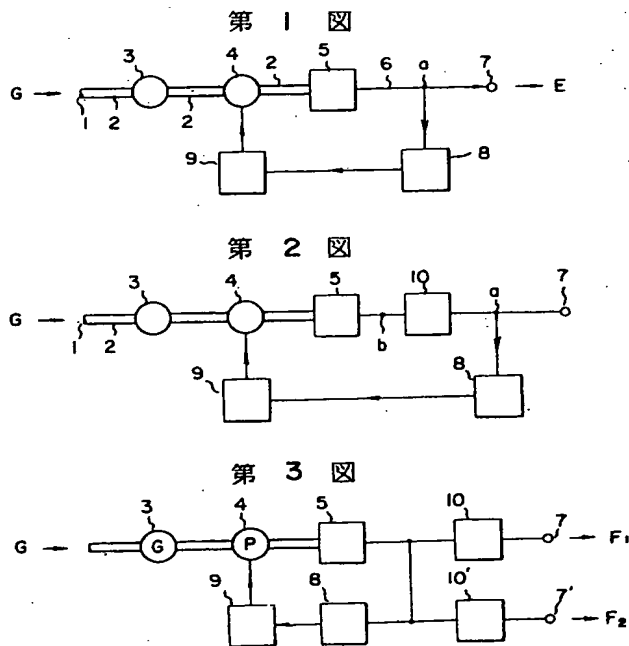 第 1 図
3 4 2 5 6 a 7
G → E
1 2 2
9 8
第 2 図
3 4 5 10 a 7
G →
1 2 b
9 8
第 3 図
3 4 5 10 7
G → G P → F1
9 8 10' 7'
→ F2